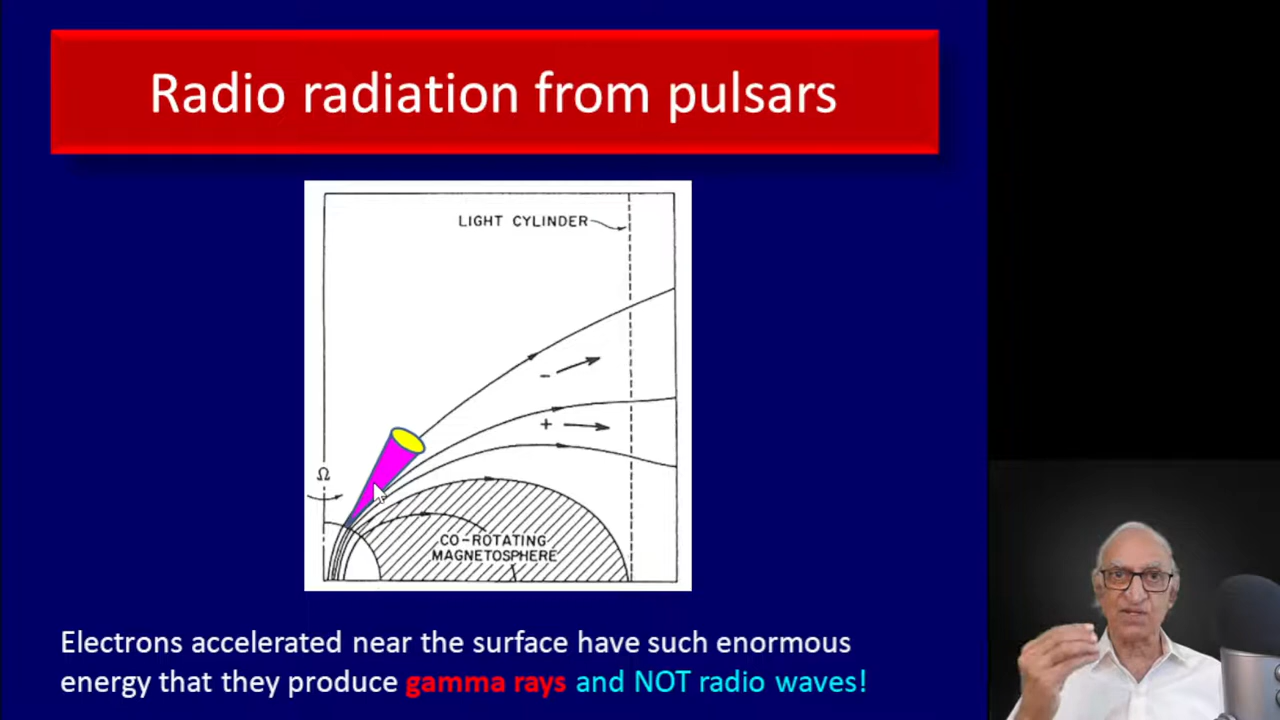 Radio radiation from pulsars
LIGHT CYLINDER
-
+
Ω
CO-ROTATING
MAGNETOSPHERE
Electrons accelerated near the surface have such enormous
energy that they produce gamma rays and NOT radio waves!